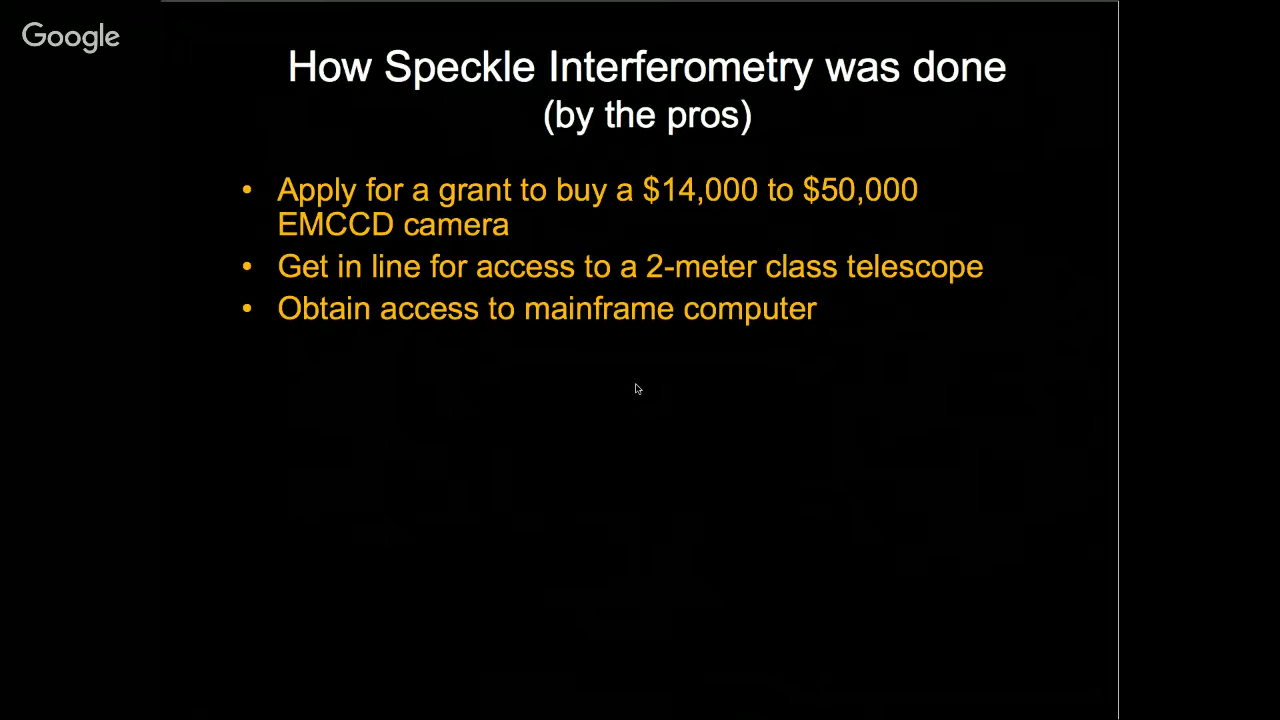 Google
How Speckle Interferometry was done
(by the pros)
• Apply for a grant to buy a $14,000 to $50,000
EMCCD camera
• Get in line for access to a 2-meter class telescope
• Obtain access to mainframe computer